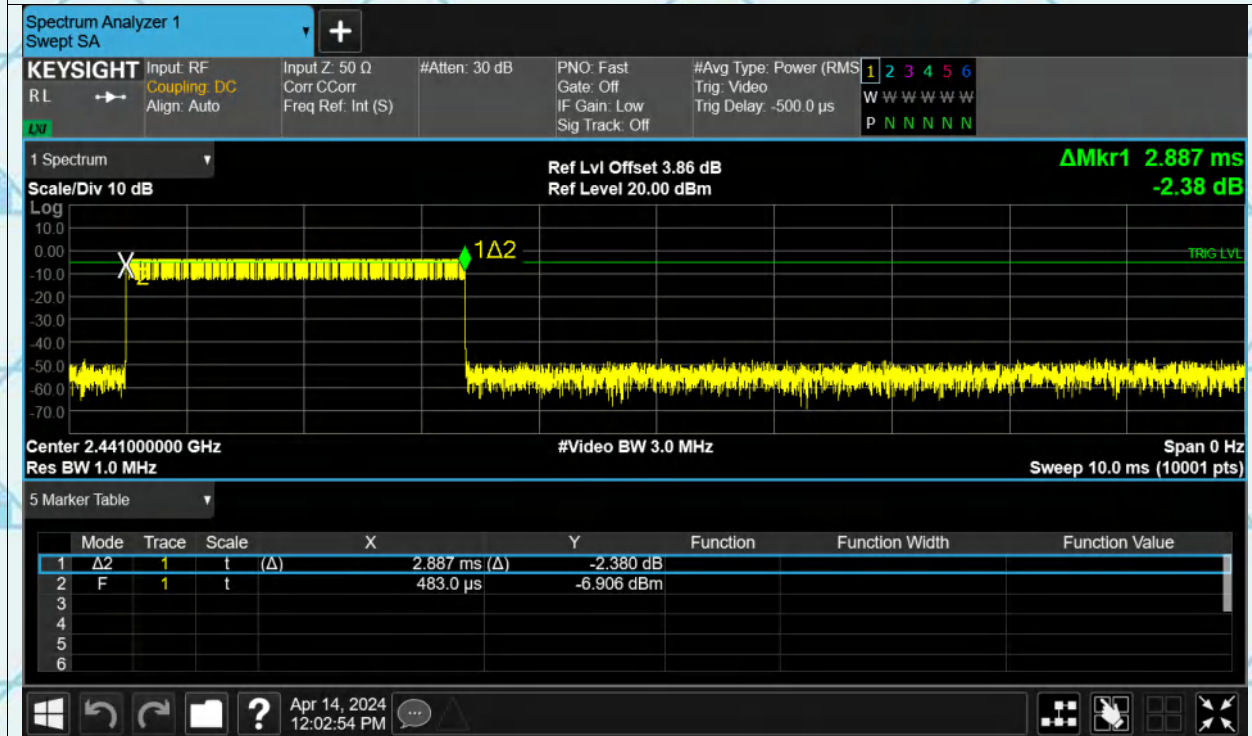 Spectrum Analyzer 1
Swept SA
+
KEYSIGHT
RL
LXI
Input: RF
Coupling: DC
Align: Auto
Input Z: 50 Ω
Corr CCorr
Freq Ref: Int (S)
#Atten: 30 dB
PNO: Fast
Gate: Off
IF Gain: Low
Sig Track: Off
#Avg Type: Power (RMS
Trig: Video
Trig Delay: -500.0 µs
1 2 3 4 5 6
W W W W W W
P N N N N N
1 Spectrum
Scale/Div 10 dB
Ref Lvl Offset 3.86 dB
Ref Level 20.00 dBm
ΔMkr1 2.887 ms
-2.38 dB
Log
10.0
0.00
-10.0
-20.0
-30.0
-40.0
-50.0
-60.0
-70.0
X
2
1Δ2
TRIG LVL
Center 2.441000000 GHz
Res BW 1.0 MHz
#Video BW 3.0 MHz
Span 0 Hz
Sweep 10.0 ms (10001 pts)
5 Marker Table
Mode Trace Scale X Y Function Function Width Function Value
1 Δ2 1 t (Δ) 2.887 ms (Δ) -2.380 dB
2 F 1 t 483.0 µs -6.906 dBm
3
4
5
6
?
Apr 14, 2024
12:02:54 PM